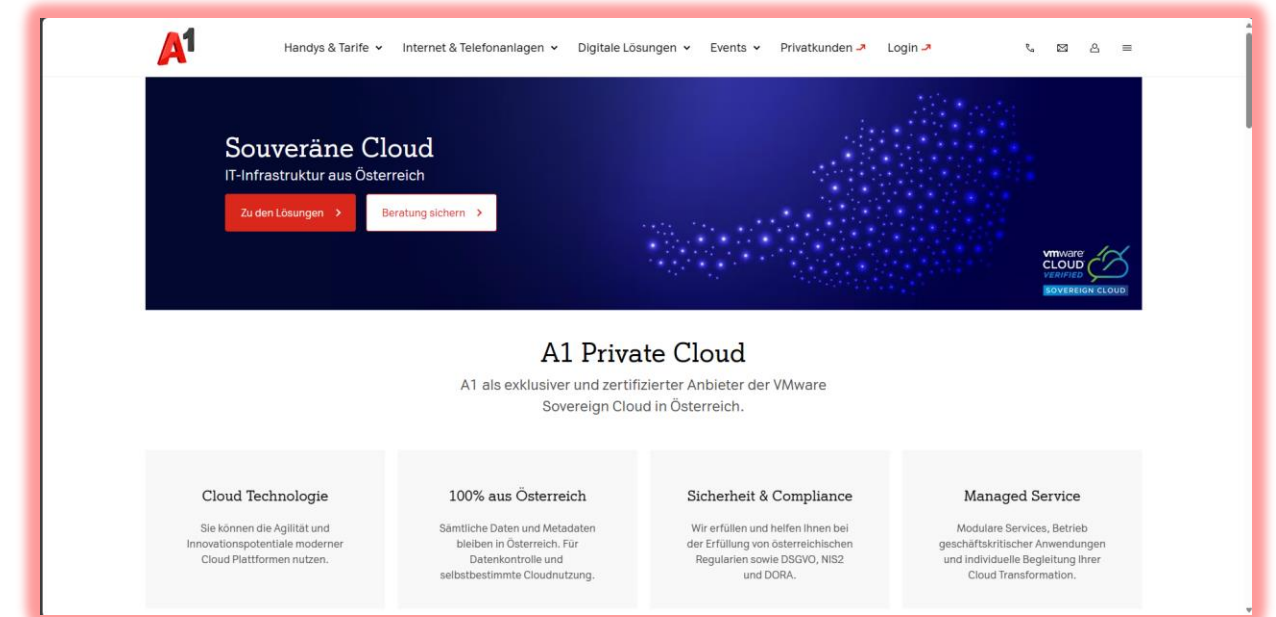 A1
Handys & Tarife
Internet & Telefonanlagen
Digitale Lösungen
Events
Privatkunden
Login
Souveräne Cloud
IT-Infrastruktur aus Österreich
Zu den Lösungen
Beratung sichern
vmware
CLOUD
VERIFIED
SOVEREIGN CLOUD
A1 Private Cloud
A1 als exklusiver und zertifizierter Anbieter der VMware
Sovereign Cloud in Österreich.
Cloud Technologie
Sie können die Agilität und
Innovationspotentiale moderner
Cloud Plattformen nutzen.
100% aus Österreich
Sämtliche Daten und Metadaten
bleiben in Österreich. Für
Datenkontrolle und
selbstbestimmte Cloudnutzung.
Sicherheit & Compliance
Wir erfüllen und helfen Ihnen bei
der Erfüllung von österreichischen
Regularien sowie DSGVO, NIS2
und DORA.
Managed Service
Modulare Services, Betrieb
geschäftskritischer Anwendungen
und individuelle Begleitung Ihrer
Cloud Transformation.